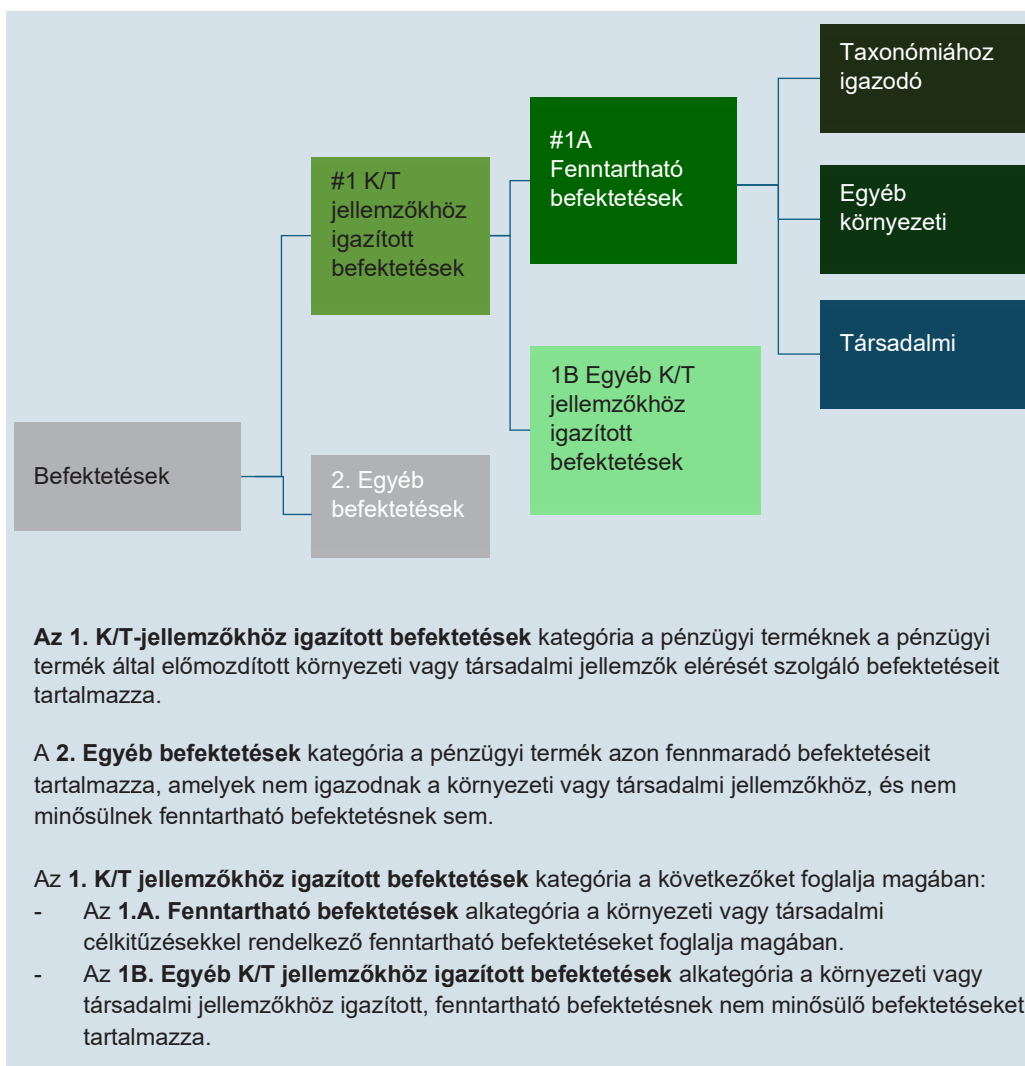 Taxonómiához
igazodó
#1A
Fenntartható
befektetések
#1 K/T
jellemzőkhöz
igazított
befektetések
Egyéb
környezeti
Társadalmi
1B Egyéb K/T
jellemzőkhöz
igazított
befektetések
Befektetések
2. Egyéb
befektetések
Az 1. K/T-jellemzőkhöz igazított befektetések kategória a pénzügyi terméknek a pénzügyi
termék által előmozdított környezeti vagy társadalmi jellemzők elérését szolgáló befektetéseit
tartalmazza.
A 2. Egyéb befektetések kategória a pénzügyi termék azon fennmaradó befektetéseit
tartalmazza, amelyek nem igazodnak a környezeti vagy társadalmi jellemzőkhöz, és nem
minősülnek fenntartható befektetésnek sem.
Az 1. K/T jellemzőkhöz igazított befektetések kategória a következőket foglalja magában:
- Az 1.A. Fenntartható befektetések alkategória a környezeti vagy társadalmi
célkitűzésekkel rendelkező fenntartható befektetéseket foglalja magában.
- Az 1B. Egyéb K/T jellemzőkhöz igazított befektetések alkategória a környezeti vagy
társadalmi jellemzőkhöz igazított, fenntartható befektetésnek nem minősülő befektetéseket
tartalmazza.